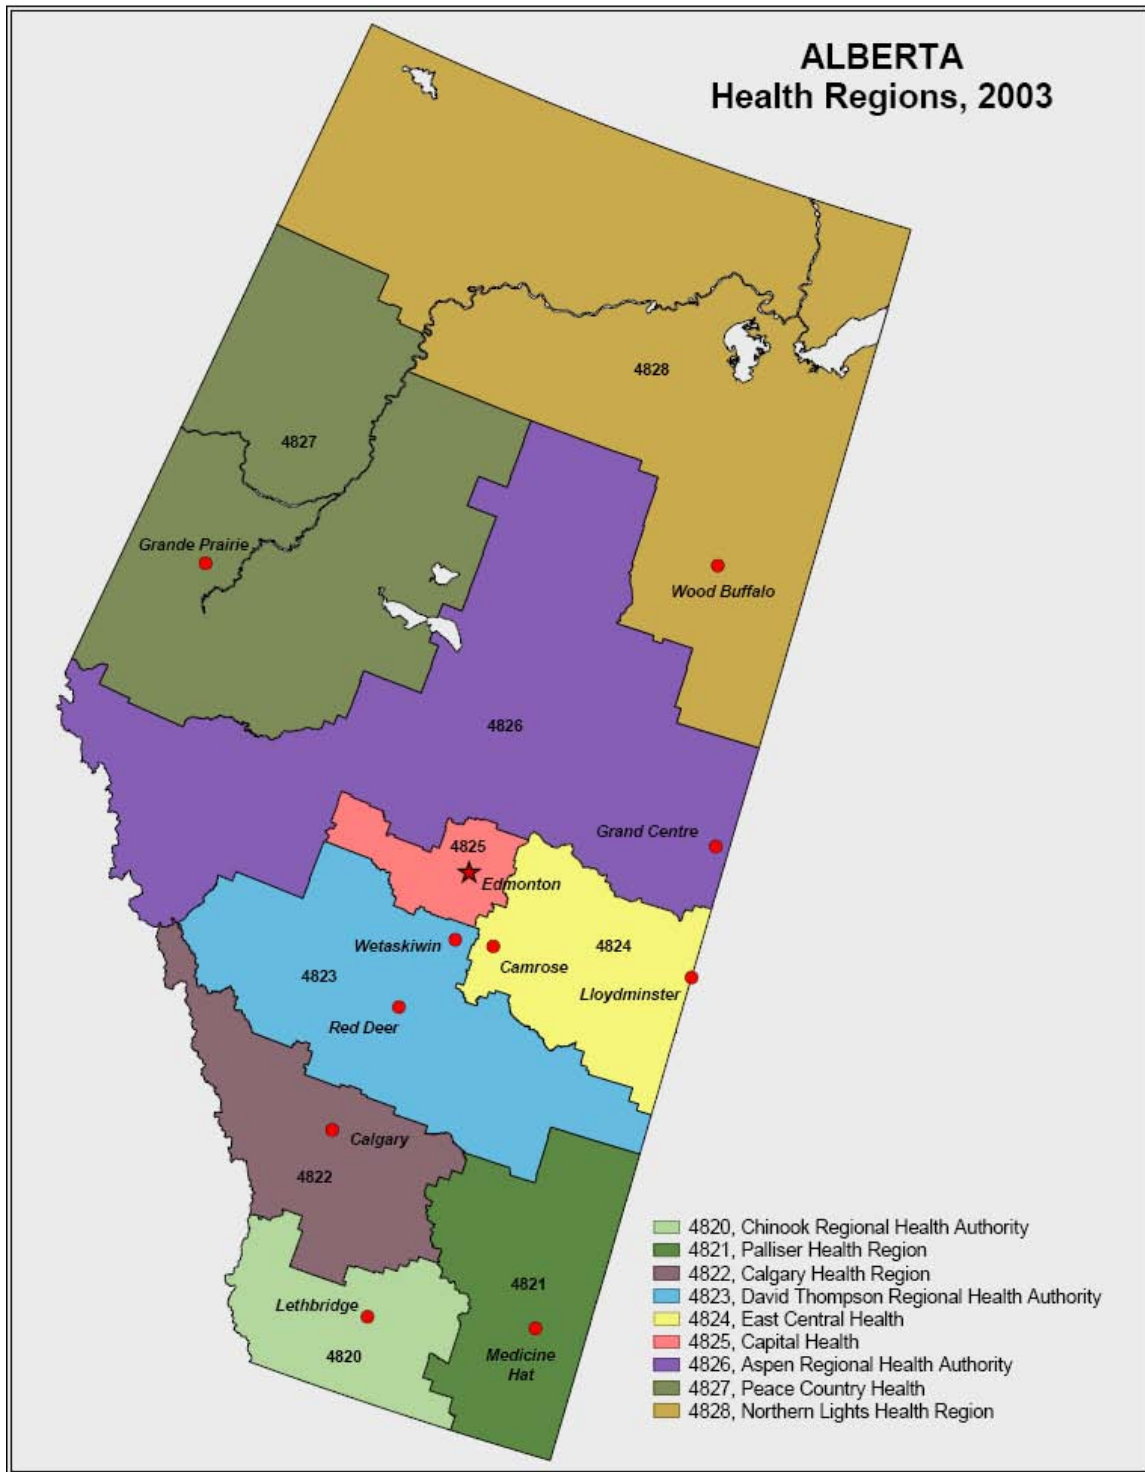 ALBERTA
Health Regions, 2003
4828
4827
Grande Prairie
Wood Buffalo
4826
Grand Centre
4825
Edmonton
Wetaskiwin
4824
Camrose
4823
Lloydminster
Red Deer
Calgary
4822
4820, Chinook Regional Health Authority
4821, Palliser Health Region
4822, Calgary Health Region
4823, David Thompson Regional Health Authority
4824, East Central Health
4825, Capital Health
4826, Aspen Regional Health Authority
4827, Peace Country Health
4828, Northern Lights Health Region
4821
Lethbridge
4820
Medicine
Hat